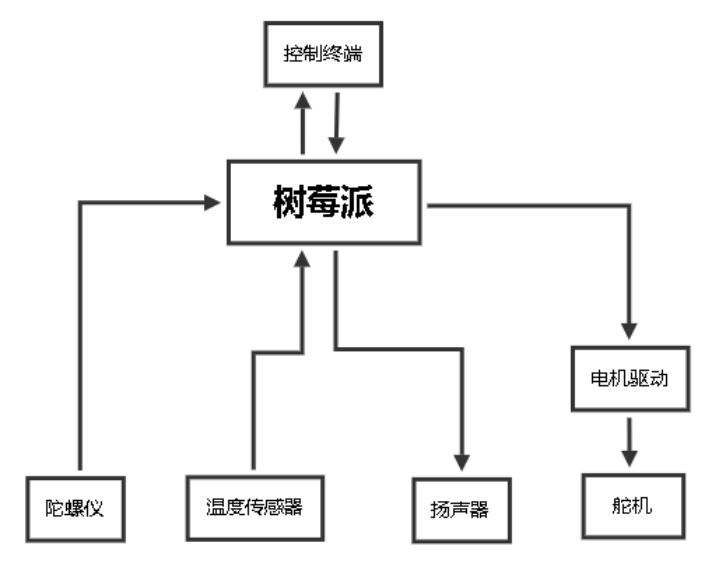 控制终端
树莓派
电机驱动
陀螺仪
温度传感器
扬声器
舵机